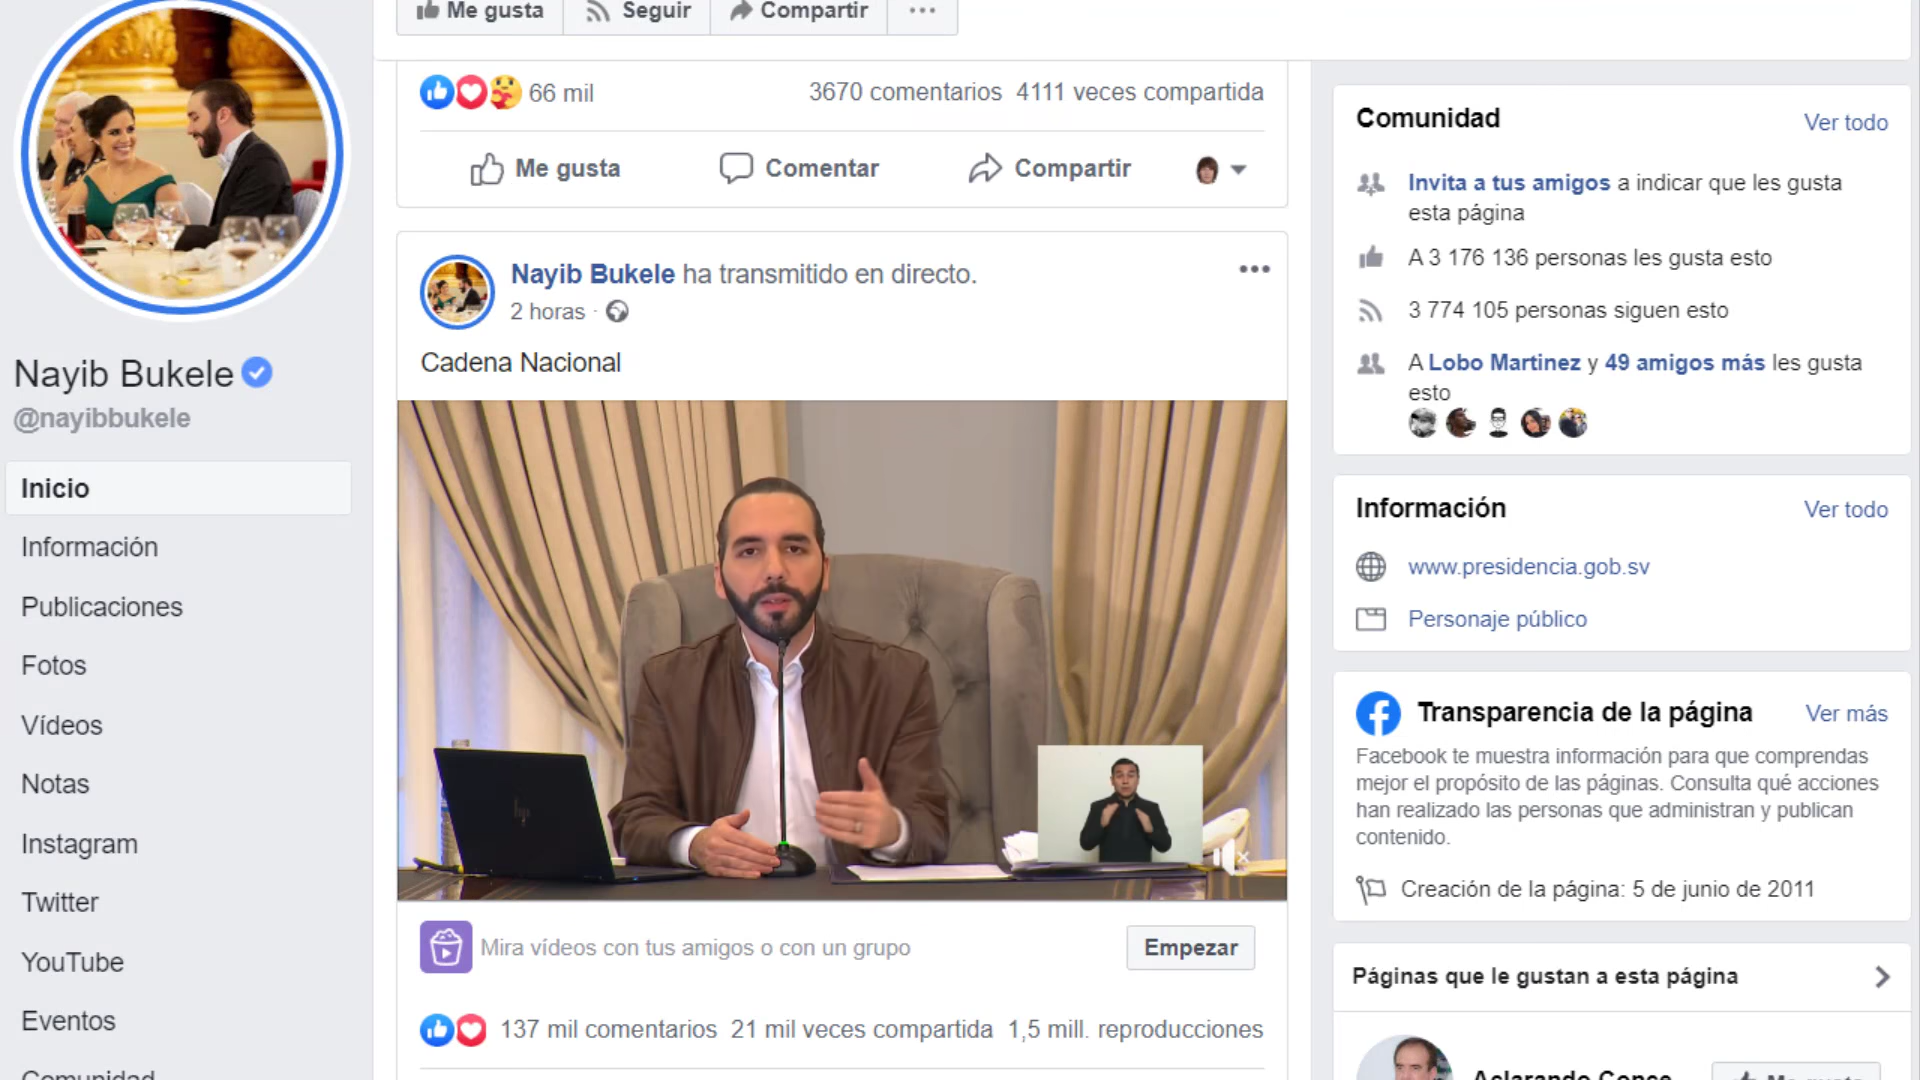 Me gusta
Seguir
Compartir
66 mil
3670 comentarios 4111 veces compartida
Me gusta
Comentar
Compartir
Nayib Bukele ha transmitido en directo.
2 horas ·
Cadena Nacional
Mira vídeos con tus amigos o con un grupo
Empezar
137 mil comentarios 21 mil veces compartida 1,5 mill. reproducciones
Nayib Bukele
@nayibbukele
Inicio
Información
Publicaciones
Fotos
Vídeos
Notas
Instagram
Twitter
YouTube
Eventos
Comunidad
Comunidad
Ver todo
Invita a tus amigos a indicar que les gusta
esta página
A 3 176 136 personas les gusta esto
3 774 105 personas siguen esto
A Lobo Martinez y 49 amigos más les gusta
esto
Información
Ver todo
www.presidencia.gob.sv
Personaje público
Transparencia de la página
Ver más
Facebook te muestra información para que comprendas
mejor el propósito de las páginas. Consulta qué acciones
han realizado las personas que administran y publican
contenido.
Creación de la página: 5 de junio de 2011
Páginas que le gustan a esta página
Me gusta